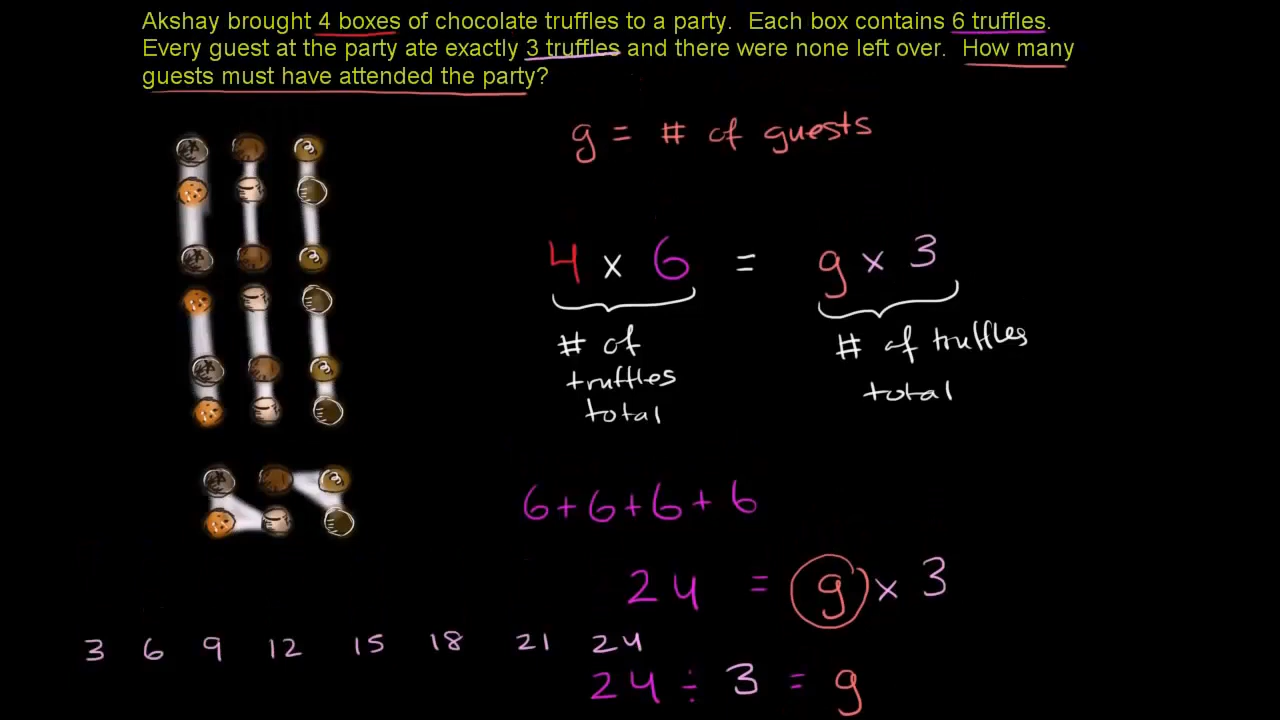 Akshay brought 4 boxes of chocolate truffles to a party. Each box contains 6 truffles.
Every guest at the party ate exactly 3 truffles and there were none left over. How many
guests must have attended the party?
g = # of guests
4 x 6 = g x 3
# of truffles total
# of truffles total
6+6+6+6
24 = g x 3
3 6 9 12 15 18 21 24
24 ÷ 3 = g